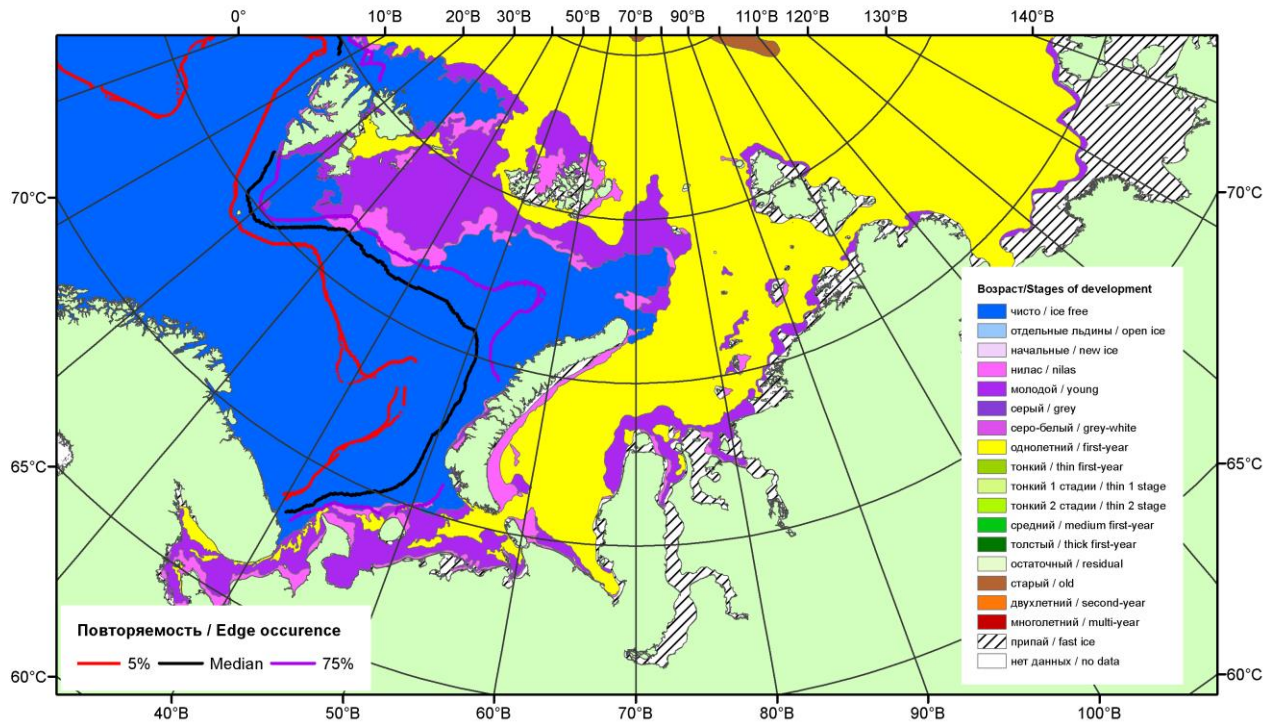 0° 10°В 20°В 30°В 50°В 70°В 90°В 110°В 120°В 130°В 140°В
70°С 70°С
65°С 65°С
60°С 60°С
Возраст/Stages of development
чисто / ice free
отдельные льдины / open ice
начальные / new ice
нилас / nilas
молодой / young
серый / grey
серо-белый / grey-white
однолетний / first-year
тонкий / thin first-year
тонкий 1 стадии / thin 1 stage
тонкий 2 стадии / thin 2 stage
средний / medium first-year
толстый / thick first-year
остаточный / residual
старый / old
двухлетний / second-year
многолетний / multi-year
припай / fast ice
нет данных / no data
Повторяемость / Edge occurence
5% Median 75%
40°В 50°В 60°В 70°В 80°В 90°В 100°В